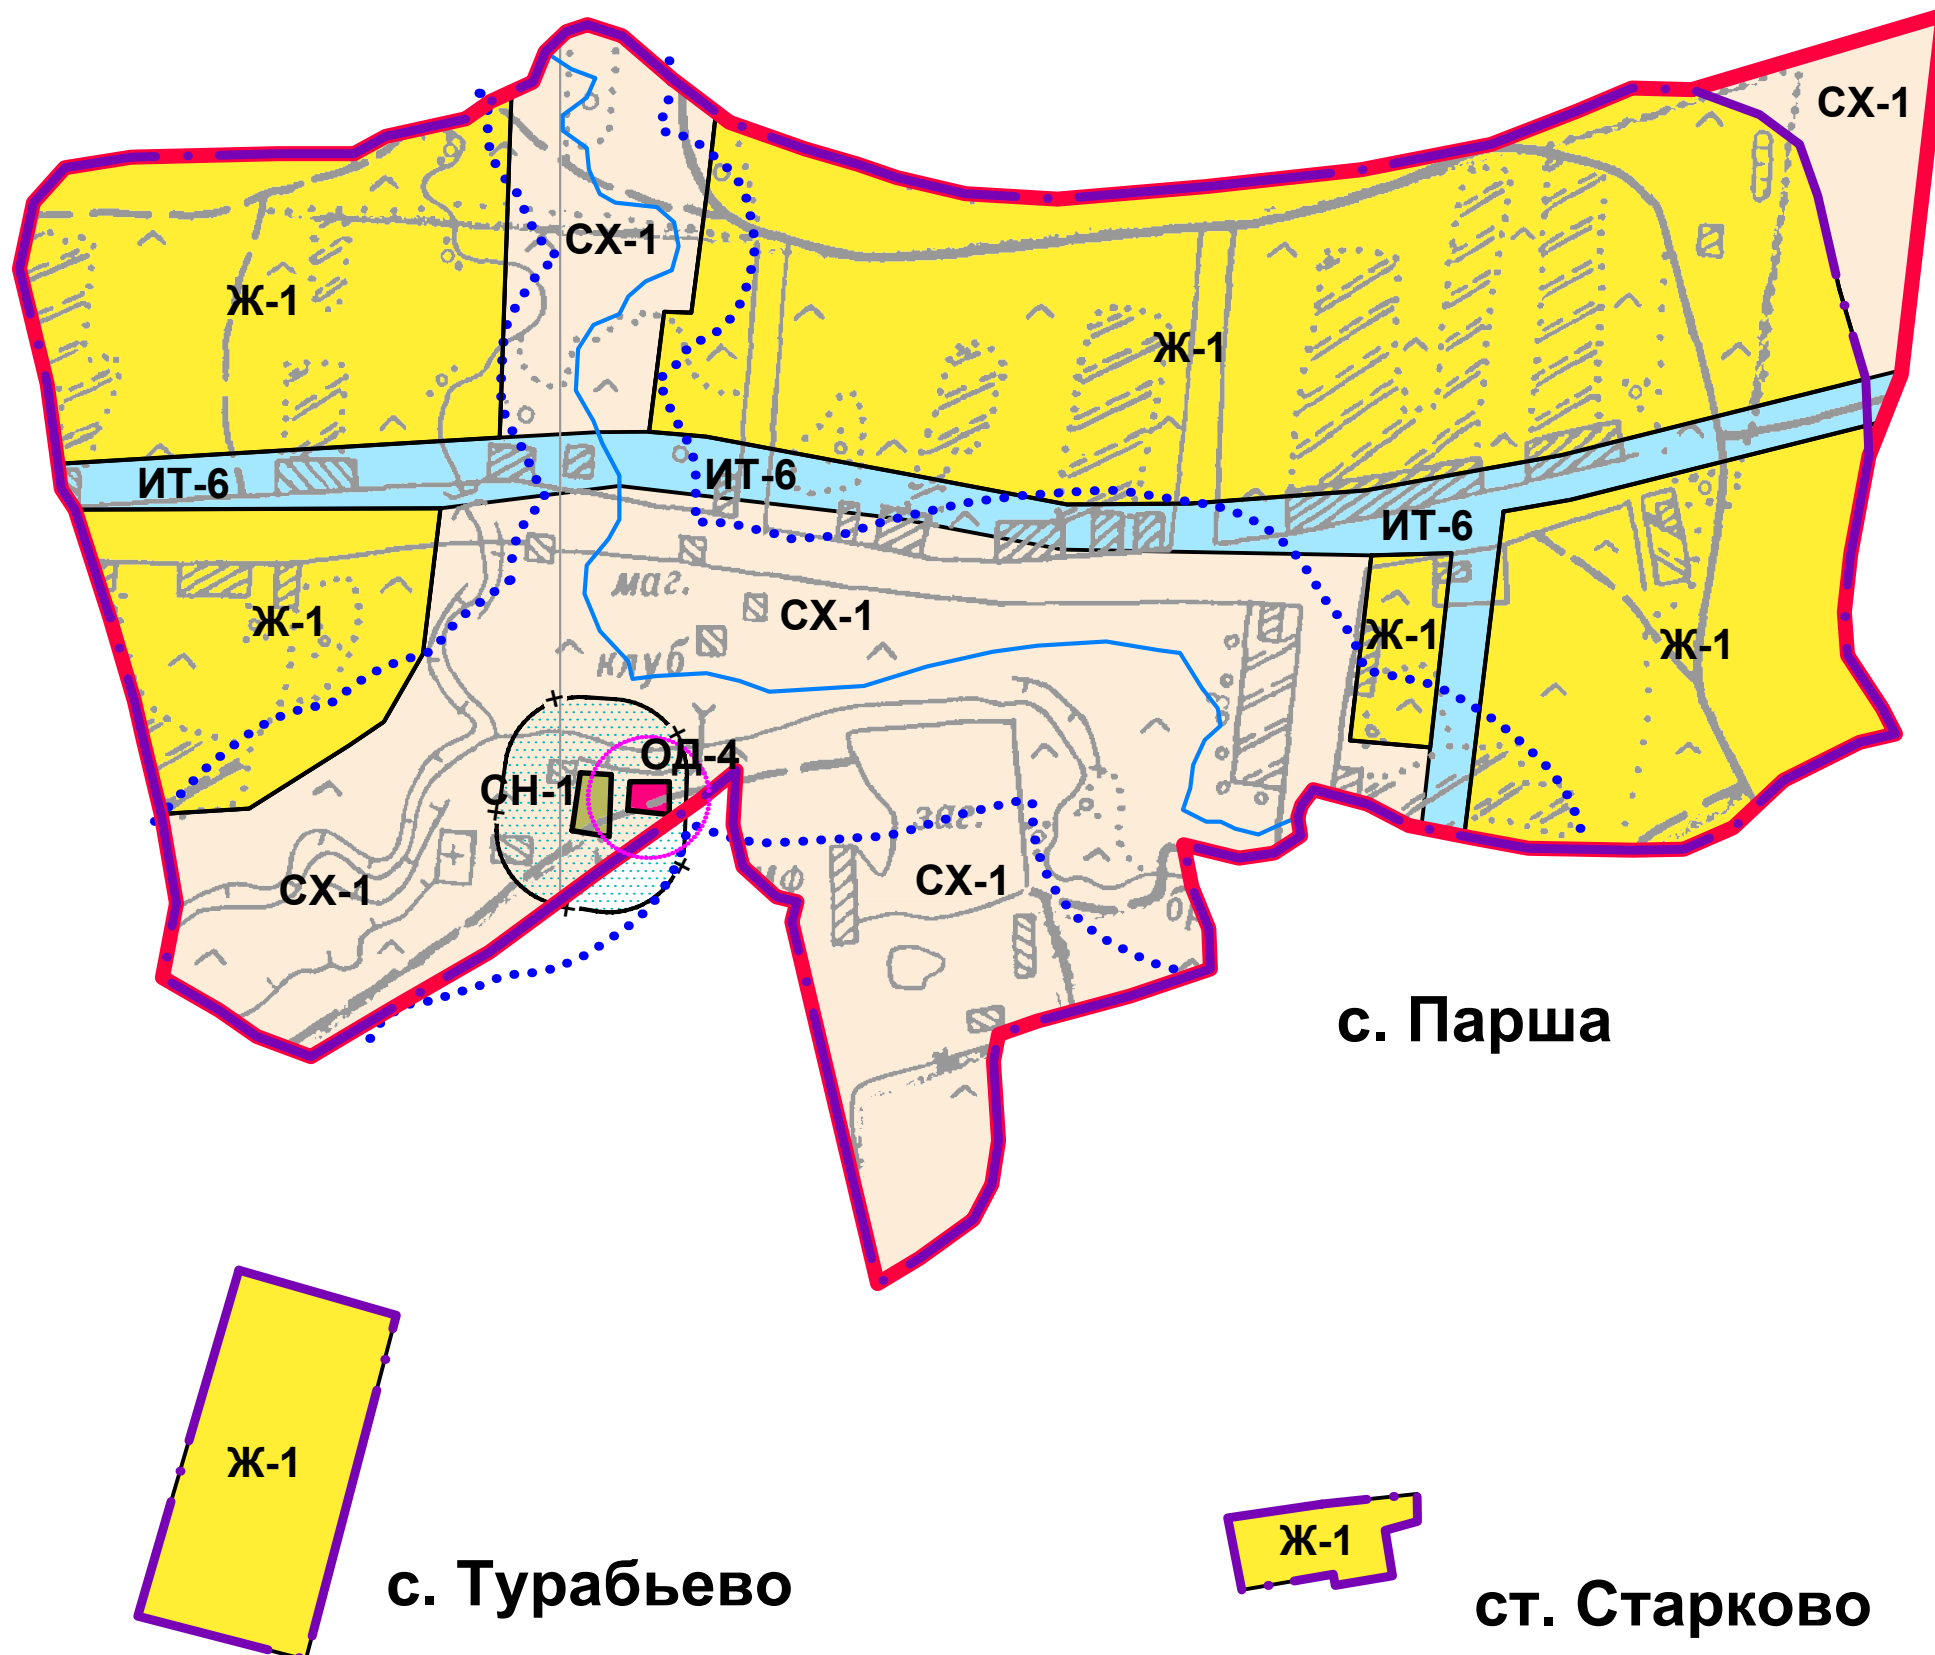 СХ-1
СХ-1
Ж-1
Ж-1
ИТ-6
ИТ-6
ИТ-6
маг.
СХ-1
Ж-1
Ж-1
Ж-1
клуб
ОД-4
СН-1
заг.
СХ-1
СХ-1
с. Парша
Ж-1
Ж-1
с. Турабьево
ст. Старково